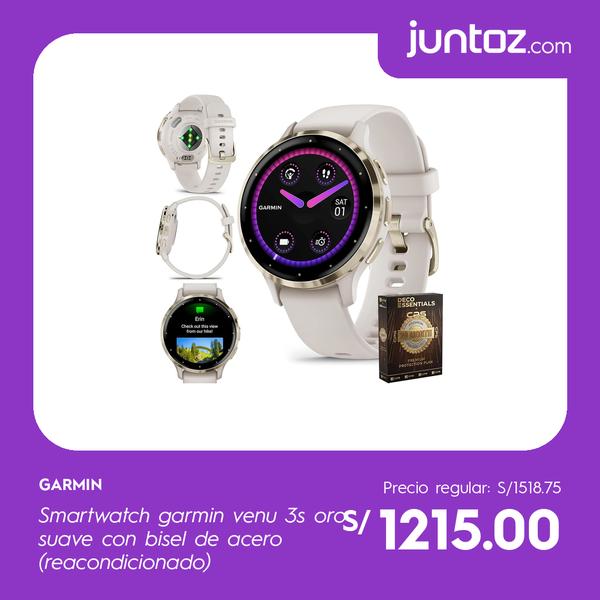 juntoz.com
GARMIN
SAT
01
Erin
Check out this view
from our hike!
DECO
ESSENTIALS
CPS
PREMIUM
PROTECTION PLAN
GARMIN
Precio regular: S/1518.75
Smartwatch garmin venu 3s oro
suave con bisel de acero
(reacondicionado)
S/ 1215.00